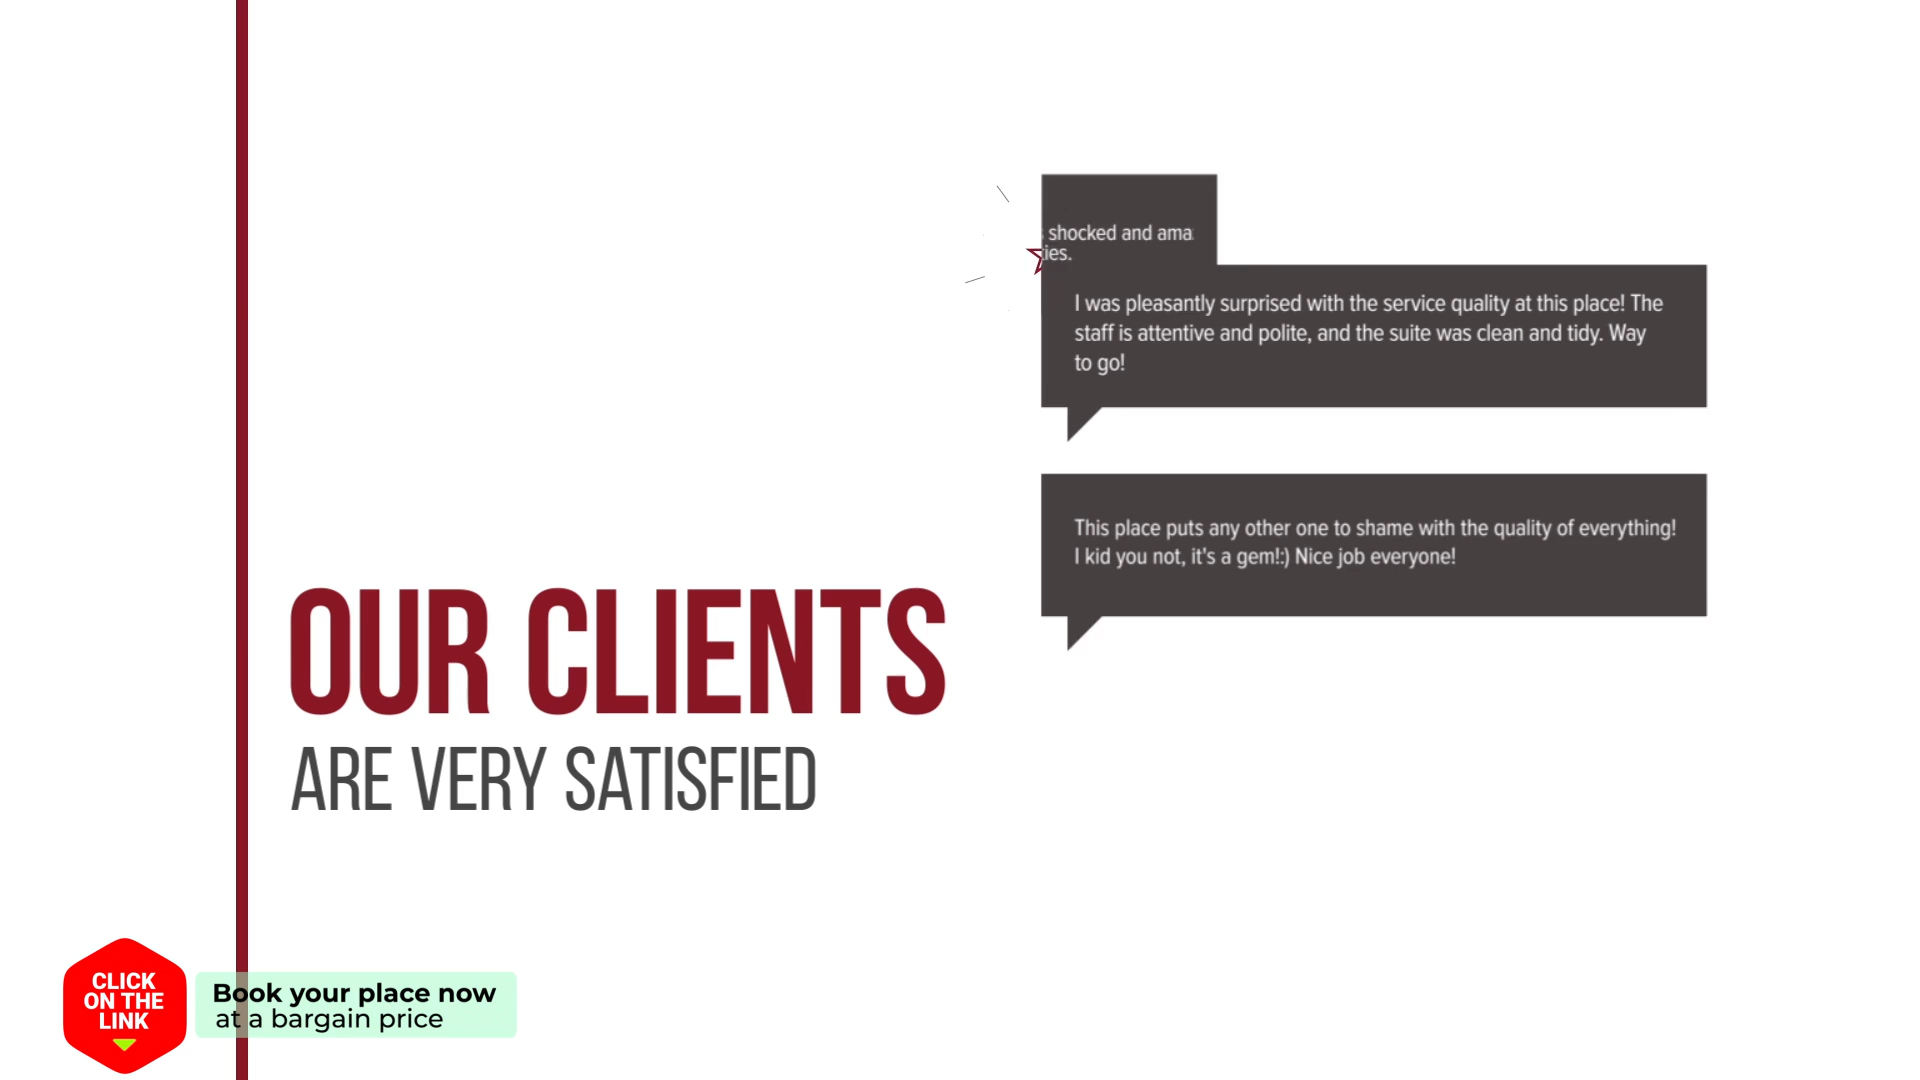 shocked and
I was pleasantly surprised with the service quality at this place! The
staff is attentive and polite, and the suite was clean and tidy. Way
to go!
This place puts any other one to shame with the quality of everything!
I kid you not, it's a gem!:) Nice job everyone!
OUR CLIENTS
ARE VERY SATISFIED
CLICK
ON THE
LINK
Book your place now
at a bargain price